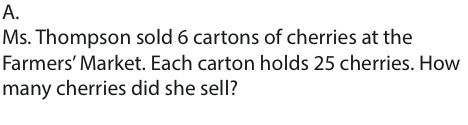 A.
Ms. Thompson sold 6 cartons of cherries at the
Farmers’ Market. Each carton holds 25 cherries. How
many cherries did she sell?